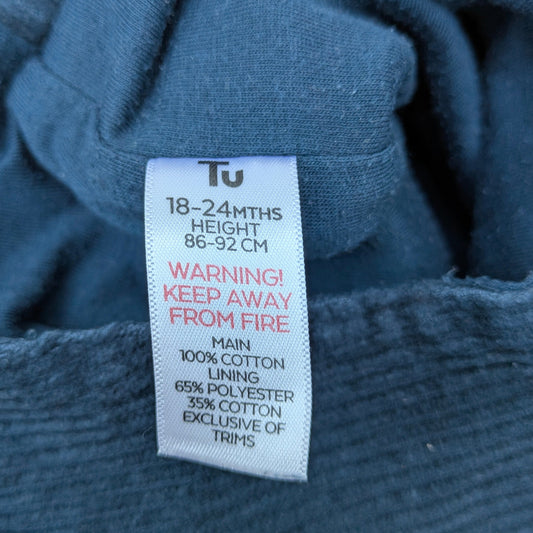 Tu
18-24MTHS
HEIGHT
86-92 CM
WARNING!
KEEP AWAY
FROM FIRE
MAIN
100% COTTON
LINING
65% POLYESTER
35% COTTON
EXCLUSIVE OF
TRIMS